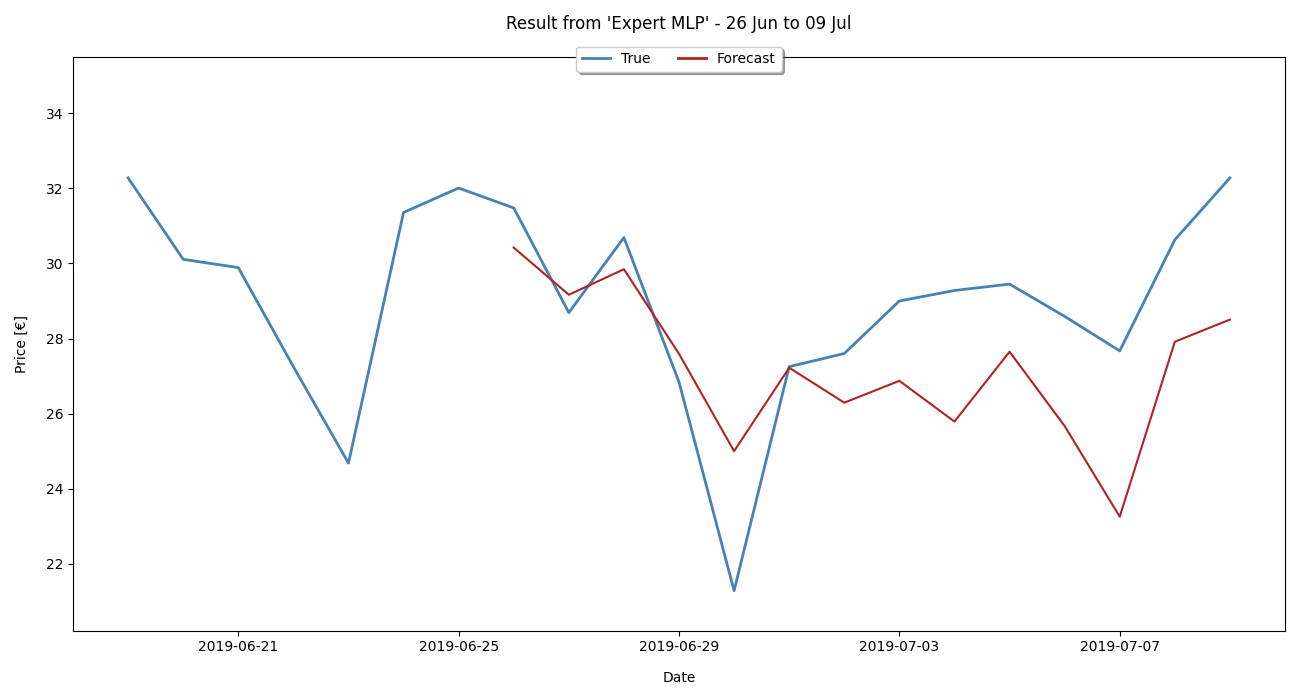 Result from 'Expert MLP' - 26 Jun to 09 Jul
True Forecast
34
32
30
28
26
24
22
Price [€]
2019-06-21 2019-06-25 2019-06-29 2019-07-03 2019-07-07
Date